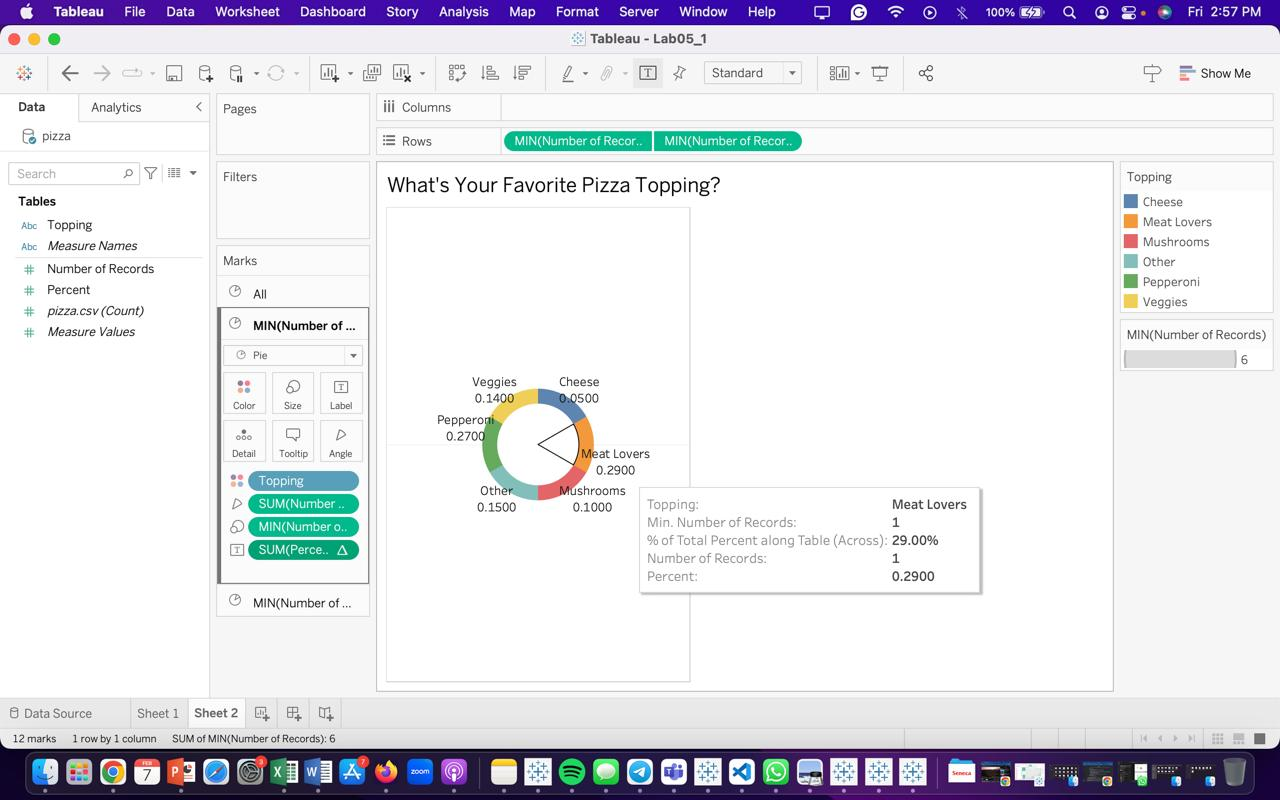 Tableau File Data Worksheet Dashboard Story Analysis Map Format Server Window Help 100% Fri 2:57 PM
Tableau - Lab05_1
Standard Show Me
Data Analytics
pizza
Search
Tables
Abc Topping
Abc Measure Names
Number of Records
Percent
pizza.csv (Count)
Measure Values
Pages
Filters
Marks
All
MIN(Number of ...
Pie
Color Size Label
Detail Tooltip Angle
Topping
SUM(Number ..
MIN(Number o..
SUM(Perce..
MIN(Number of ...
Columns
Rows MIN(Number of Recor.. MIN(Number of Recor..
What's Your Favorite Pizza Topping?
Veggies
0.1400
Cheese
0.0500
Pepperoni
0.2700
Meat Lovers
0.2900
Other
0.1500
Mushrooms
0.1000
Topping: Meat Lovers
Min. Number of Records: 1
% of Total Percent along Table (Across): 29.00%
Number of Records: 1
Percent: 0.2900
Topping
Cheese
Meat Lovers
Mushrooms
Other
Pepperoni
Veggies
MIN(Number of Records)
6
Data Source Sheet 1 Sheet 2
12 marks 1 row by 1 column SUM of MIN(Number of Records): 6
FEB
7
3
7
zoom
Seneca